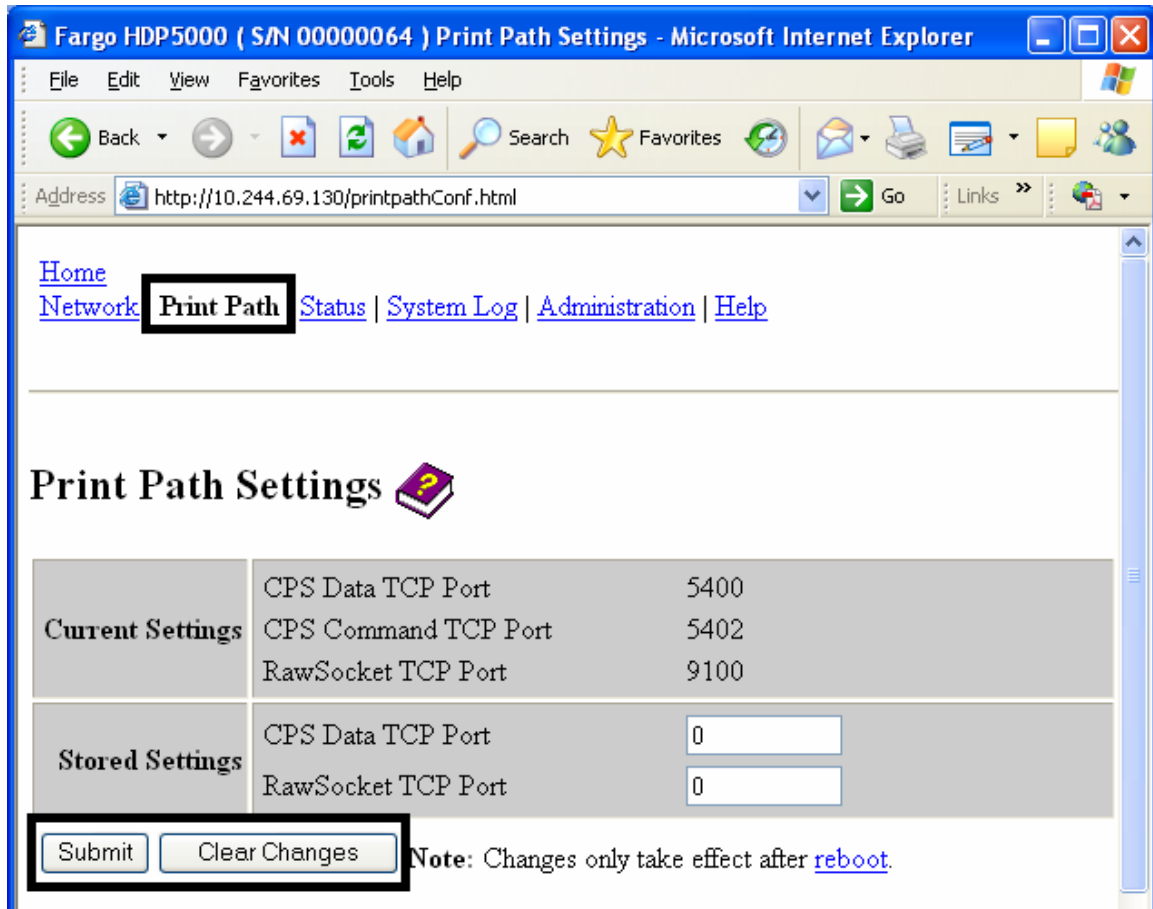 Fargo HDP5000 ( S/N 00000064 ) Print Path Settings - Microsoft Internet Explorer
File Edit View Favorites Tools Help
Back Search Favorites
Address http://10.244.69.130/printpathConf.html Go Links »
Home
Network Print Path Status | System Log | Administration | Help
Print Path Settings ?
Current Settings
CPS Data TCP Port 5400
CPS Command TCP Port 5402
RawSocket TCP Port 9100
Stored Settings
CPS Data TCP Port 0
RawSocket TCP Port 0
Submit Clear Changes Note: Changes only take effect after reboot.